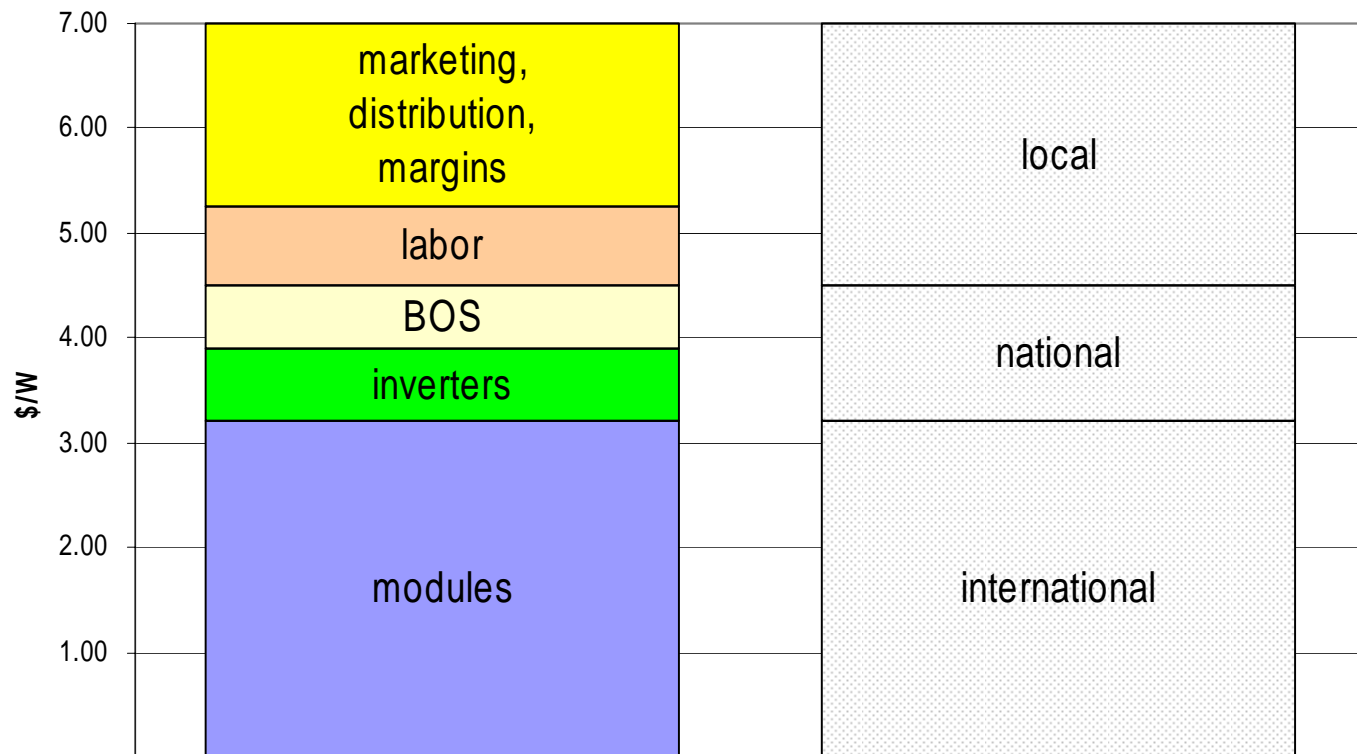 7.00
6.00
5.00
4.00
3.00
2.00
1.00
$/W
marketing,
distribution,
margins
labor
BOS
inverters
modules
local
national
international